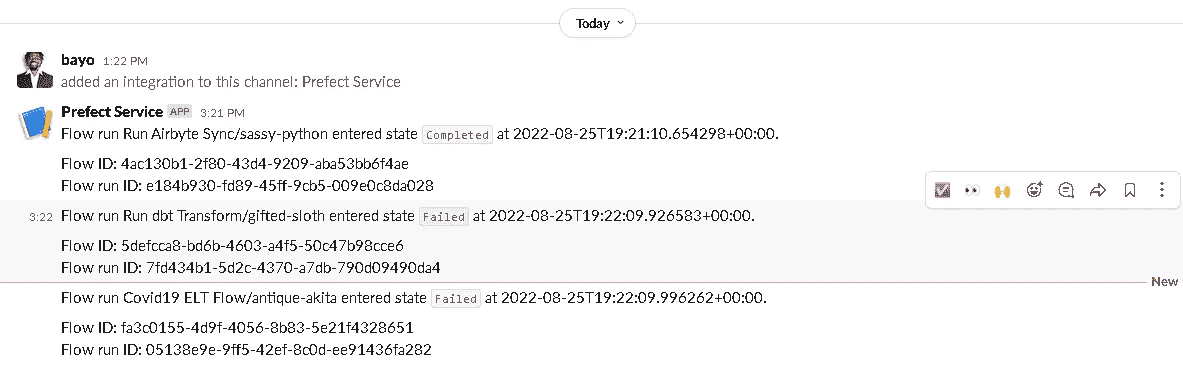 Today
bayo 1:22 PM
added an integration to this channel: Prefect Service
Prefect Service APP 3:21 PM
Flow run Run Airbyte Sync/sassy-python entered state Completed at 2022-08-25T19:21:10.654298+00:00.
Flow ID: 4ac130b1-2f80-43d4-9209-aba53bb6f4ae
Flow run ID: e184b930-fd89-45ff-9cb5-009e0c8da028
3:22 Flow run Run dbt Transform/gifted-sloth entered state Failed at 2022-08-25T19:22:09.926583+00:00.
Flow ID: 5defcca8-bd6b-4603-a4f5-50c47b98cce6
Flow run ID: 7fd434b1-5d2c-4370-a7db-790d09490da4
New
Flow run Covid19 ELT Flow/antique-akita entered state Failed at 2022-08-25T19:22:09.996262+00:00.
Flow ID: fa3c0155-4d9f-4056-8b83-5e21f4328651
Flow run ID: 05138e9e-9ff5-42ef-8c0d-ee91436fa282